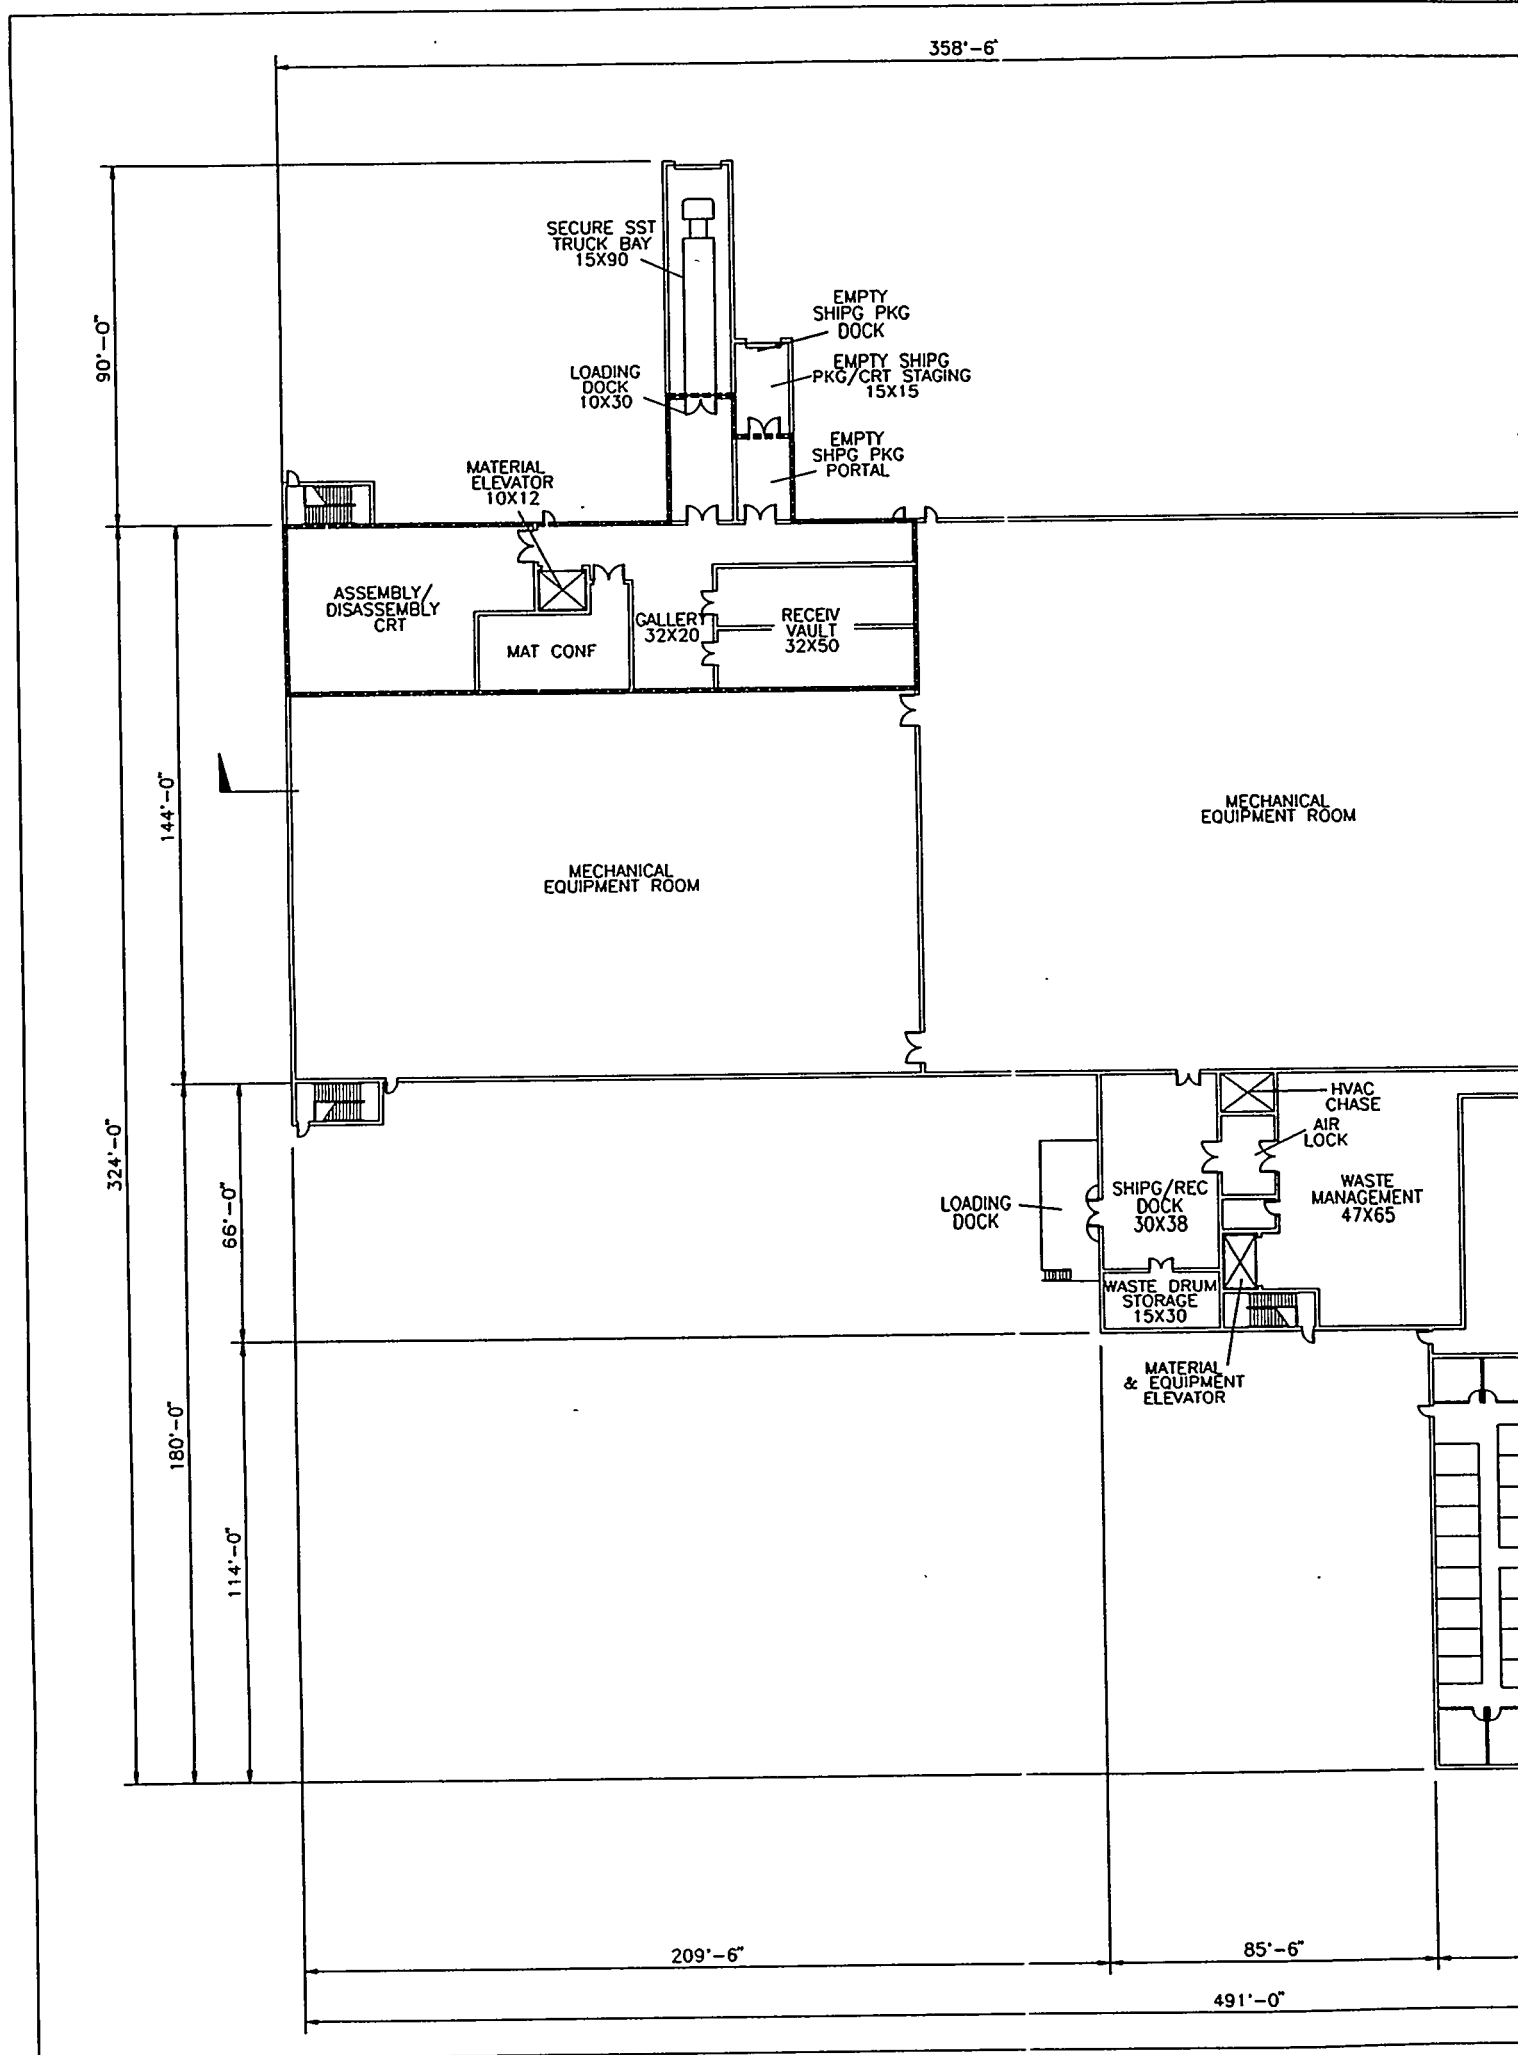 358'-6"
SECURE SST
TRUCK BAY
15X90
EMPTY
SHIPG PKG
DOCK
90'-0"
EMPTY SHIPG
PKG/CRT STAGING
15X15
LOADING
DOCK
10X30
EMPTY
SHPG PKG
PORTAL
MATERIAL
ELEVATOR
10X12
ASSEMBLY/
DISASSEMBLY
CRT
MAT CONF
GALLERY
32X20
RECEIV
VAULT
32X50
144'-0"
MECHANICAL
EQUIPMENT ROOM
MECHANICAL
EQUIPMENT ROOM
324'-0"
66'-0"
HVAC
CHASE
AIR
LOCK
LOADING
DOCK
SHIPG/REC
DOCK
30X38
WASTE
MANAGEMENT
47X65
WASTE DRUM
STORAGE
15X30
MATERIAL
& EQUIPMENT
ELEVATOR
180'-0"
114'-0"
209'-6"
85'-6"
491'-0"